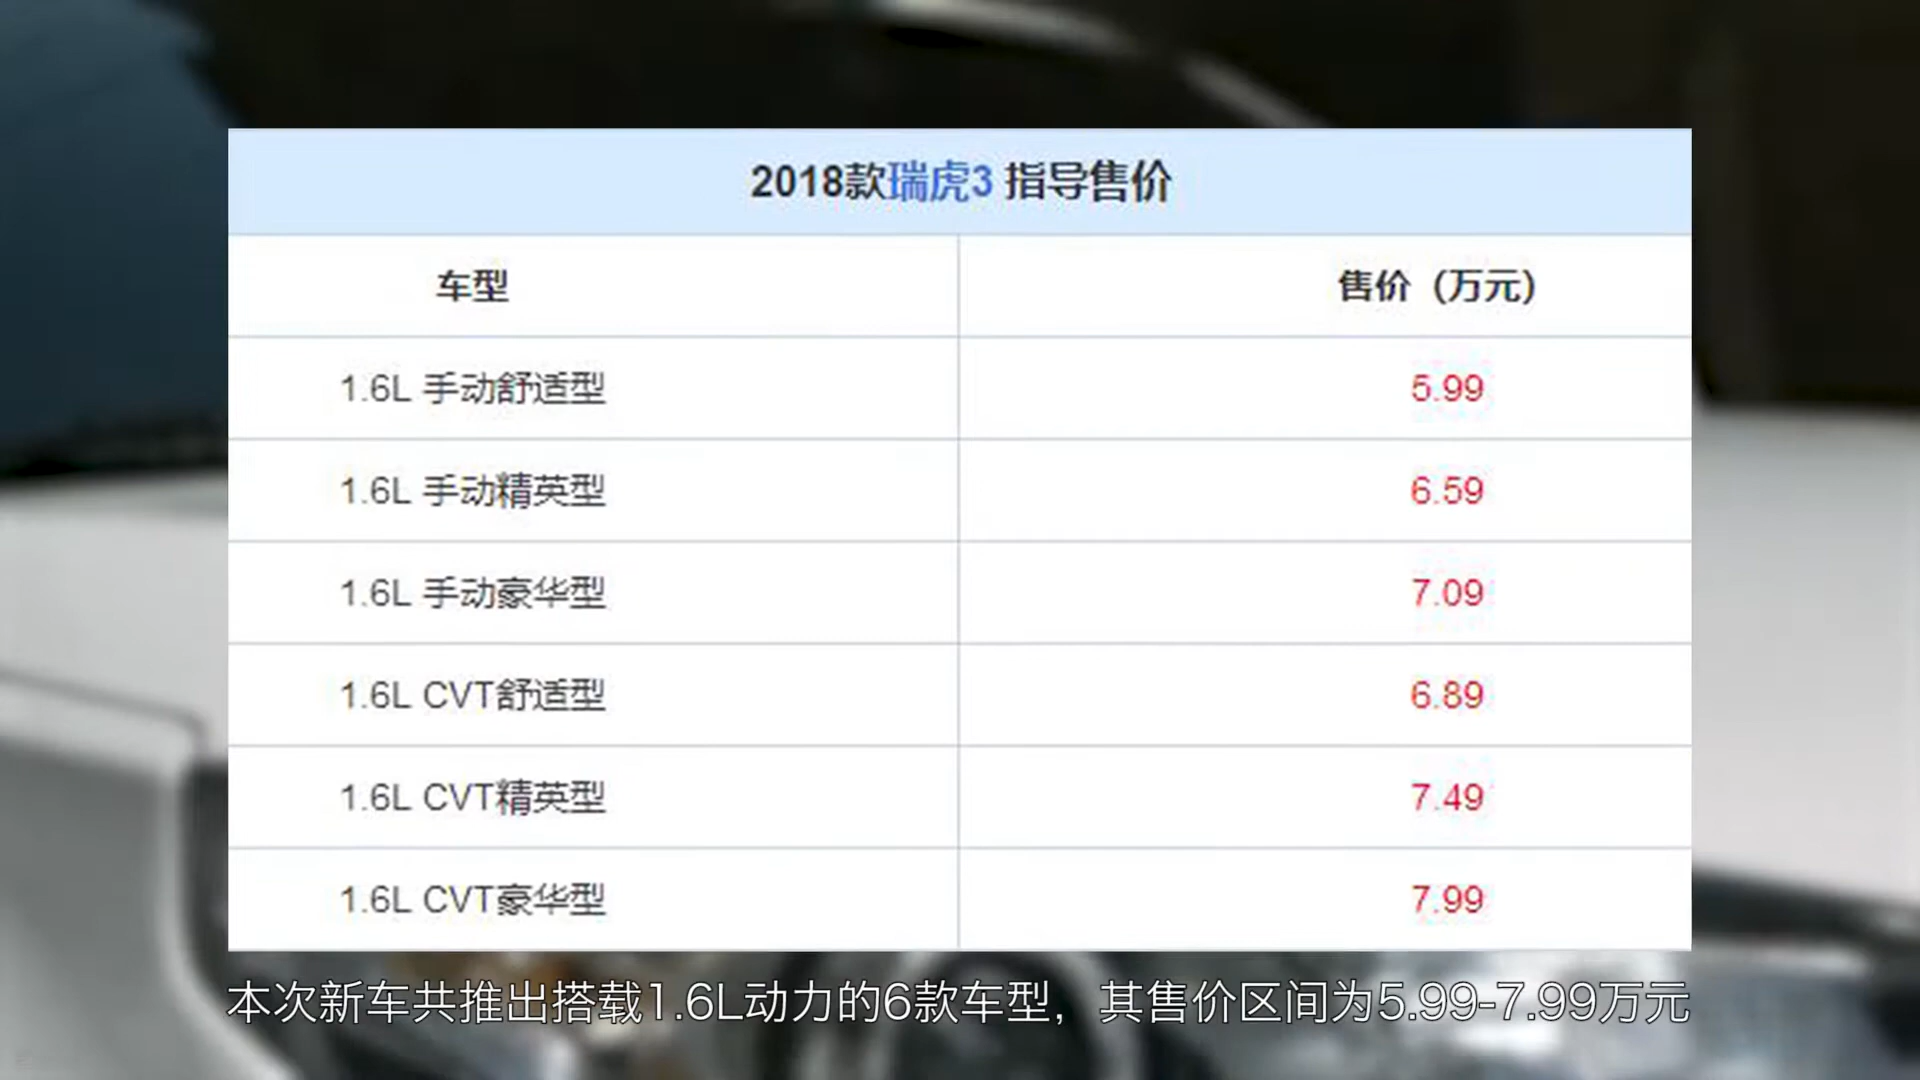 2018款瑞虎3 指导售价
车型 售价（万元）
1.6L 手动舒适型 5.99
1.6L 手动精英型 6.59
1.6L 手动豪华型 7.09
1.6L CVT舒适型 6.89
1.6L CVT精英型 7.49
1.6L CVT豪华型 7.99
本次新车共推出搭载1.6L动力的6款车型，其售价区间为5.99-7.99万元